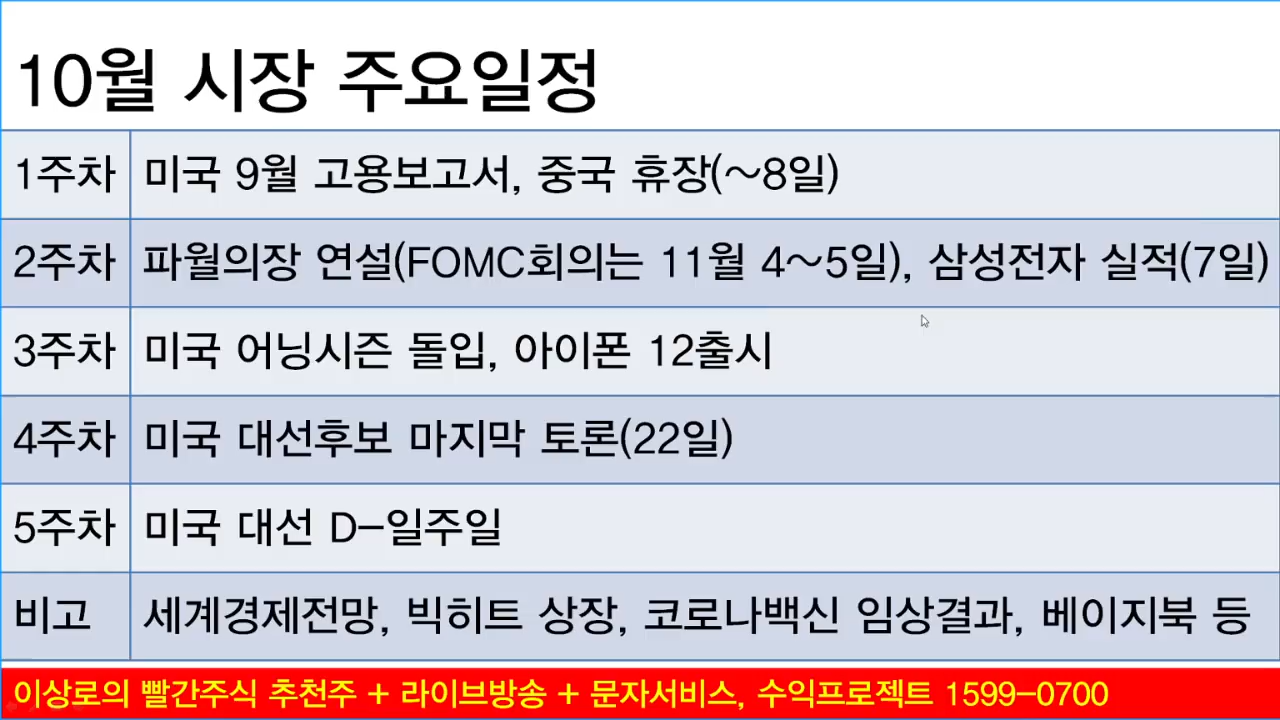 10월 시장 주요일정
1주차 미국 9월 고용보고서, 중국 휴장(~8일)
2주차 파월의장 연설(FOMC회의는 11월 4~5일), 삼성전자 실적(7일)
3주차 미국 어닝시즌 돌입, 아이폰 12출시
4주차 미국 대선후보 마지막 토론(22일)
5주차 미국 대선 D-일주일
비고 세계경제전망, 빅히트 상장, 코로나백신 임상결과, 베이지북 등
이상로의 빨간주식 추천주 + 라이브방송 + 문자서비스, 수익프로젝트 1599-0700